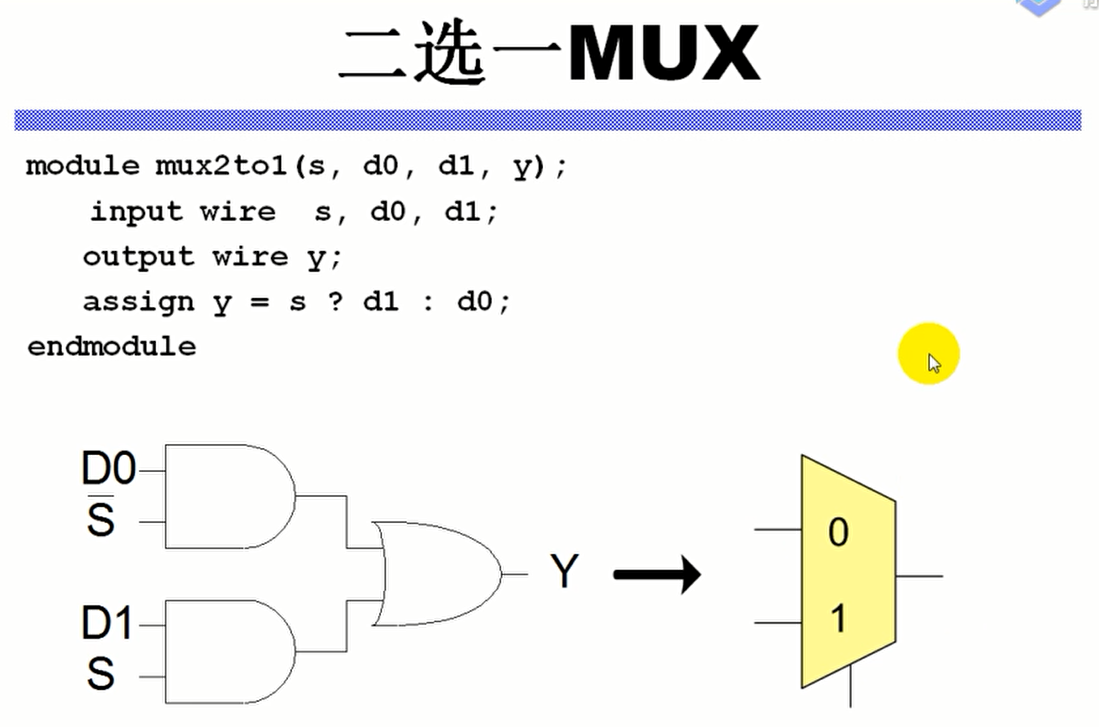 二选一MUX
module mux2to1(s, d0, d1, y);
input wire  s, d0, d1;
output wire y;
assign y = s ? d1 : d0;
endmodule
D0
S̅
D1
S
Y
0
1